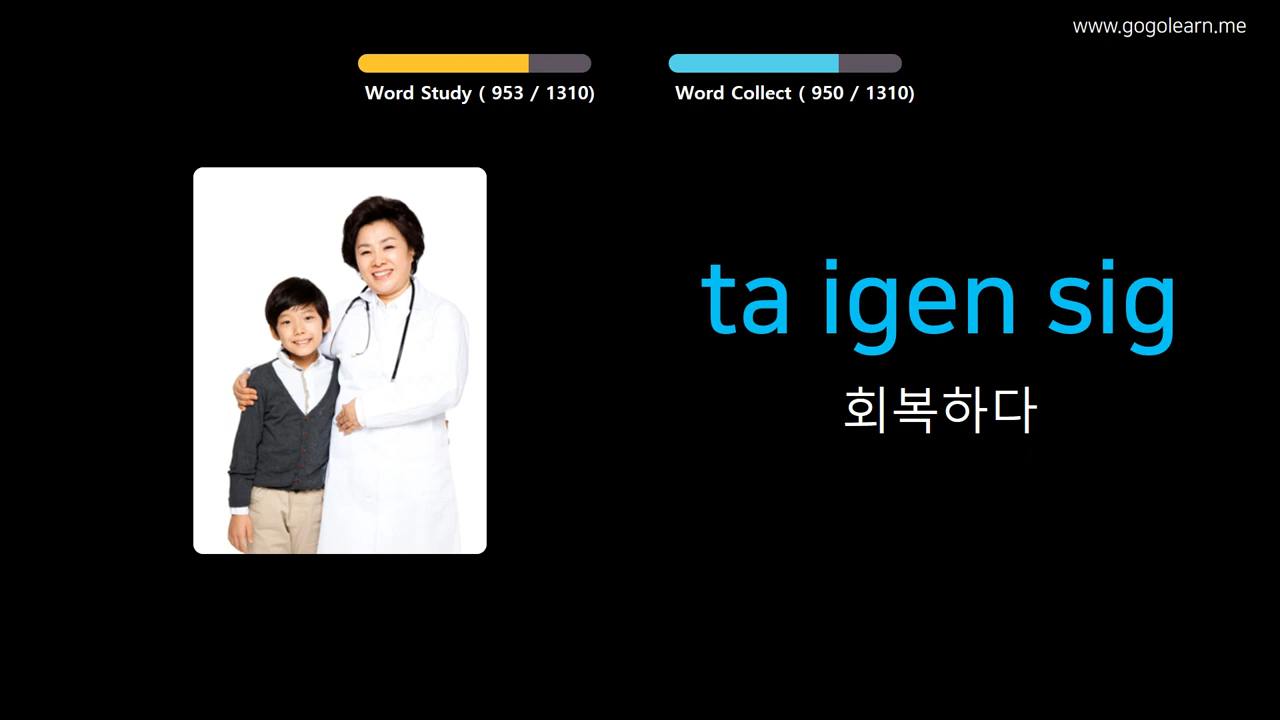 www.gogolearn.me
Word Study ( 953 / 1310)
Word Collect ( 950 / 1310)
ta igen sig
회복하다